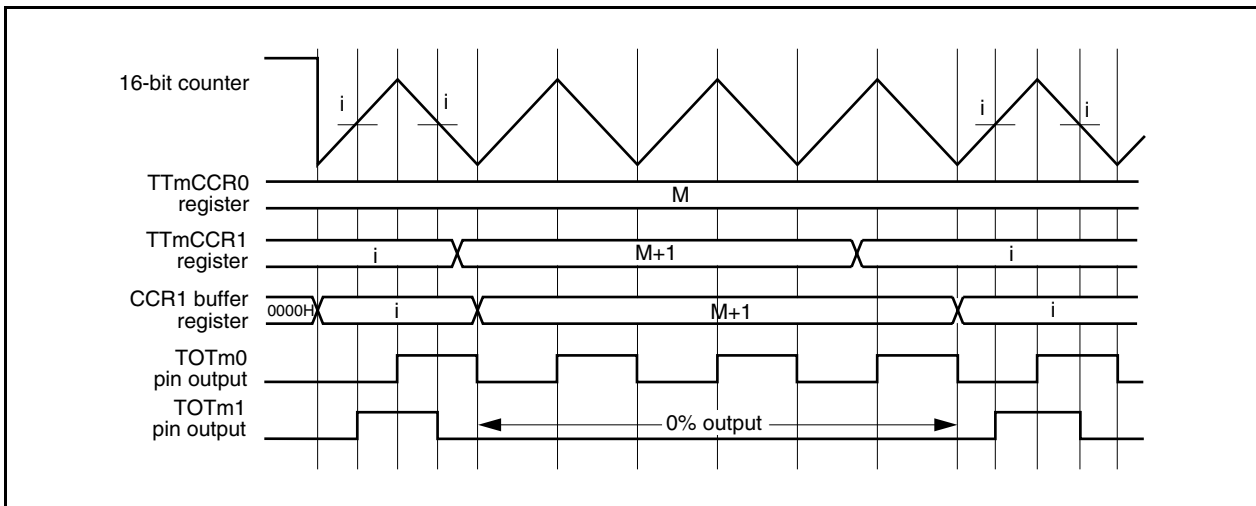 16-bit counter
i
i
i
i
TTmCCR0
register
M
TTmCCR1
register
i
M+1
i
CCR1 buffer
register
0000H
i
M+1
i
TOTm0
pin output
TOTm1
pin output
0% output